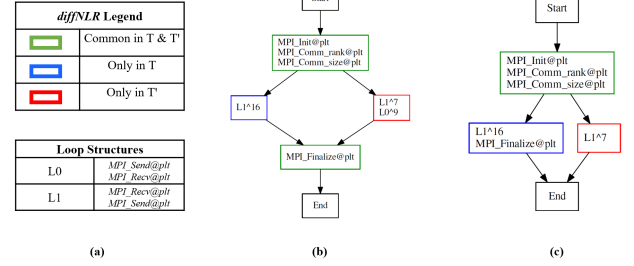 diffNLR Legend
Common in T & T'
Only in T
Only in T'
Loop Structures
L0
MPI_Send@plt
MPI_Recv@plt
L1
MPI_Recv@plt
MPI_Send@plt
(a)
Start
MPI_Init@plt
MPI_Comm_rank@plt
MPI_Comm_size@plt
L1^16
L1^7
L0^9
MPI_Finalize@plt
End
(b)
Start
MPI_Init@plt
MPI_Comm_rank@plt
MPI_Comm_size@plt
L1^16
MPI_Finalize@plt
L1^7
End
(c)